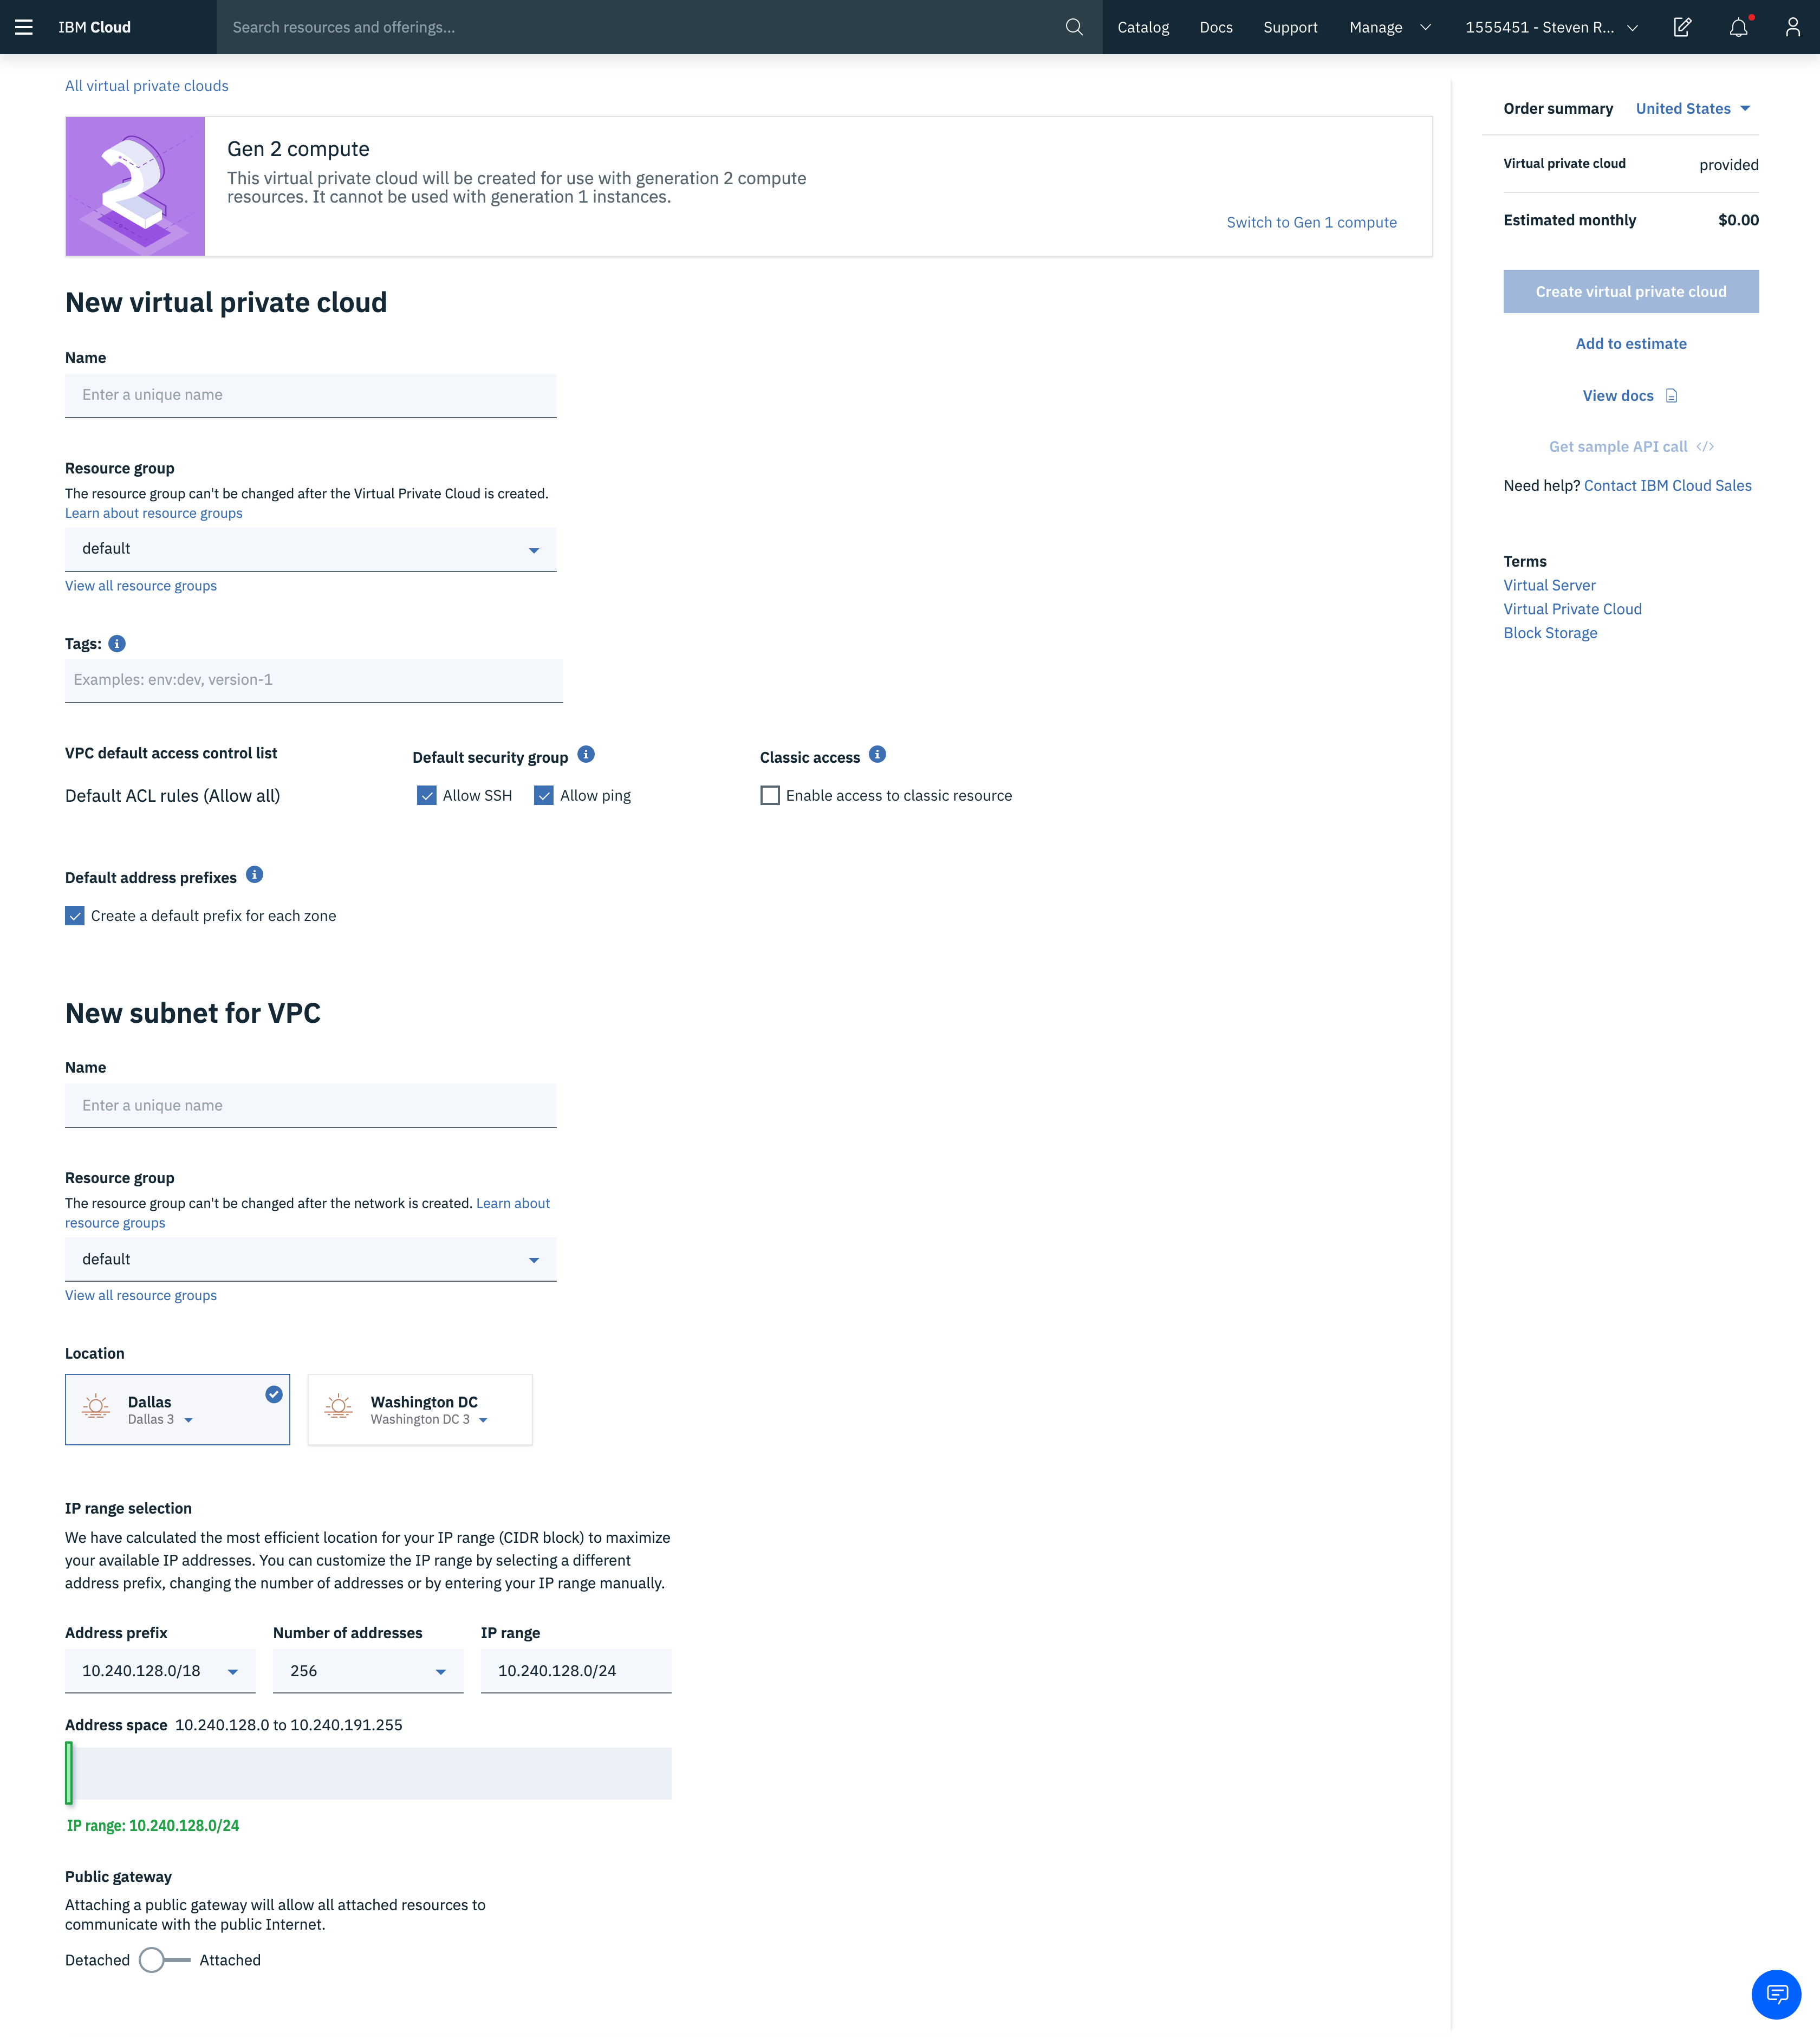 IBM Cloud
Search resources and offerings...
Catalog
Docs
Support
Manage
1555451 - Steven R...
All virtual private clouds
2
Gen 2 compute
This virtual private cloud will be created for use with generation 2 compute
resources. It cannot be used with generation 1 instances.
Switch to Gen 1 compute
New virtual private cloud
Name
Enter a unique name
Resource group
The resource group can't be changed after the Virtual Private Cloud is created.
Learn about resource groups
default
View all resource groups
Tags:
Examples: env:dev, version-1
VPC default access control list
Default ACL rules (Allow all)
Default security group
Allow SSH
Allow ping
Classic access
Enable access to classic resource
Default address prefixes
Create a default prefix for each zone
New subnet for VPC
Name
Enter a unique name
Resource group
The resource group can't be changed after the network is created. Learn about
resource groups
default
View all resource groups
Location
Dallas
Dallas 3
Washington DC
Washington DC 3
IP range selection
We have calculated the most efficient location for your IP range (CIDR block) to maximize
your available IP addresses. You can customize the IP range by selecting a different
address prefix, changing the number of addresses or by entering your IP range manually.
Address prefix
10.240.128.0/18
Number of addresses
256
IP range
10.240.128.0/24
Address space 10.240.128.0 to 10.240.191.255
IP range: 10.240.128.0/24
Public gateway
Attaching a public gateway will allow all attached resources to
communicate with the public Internet.
Detached
Attached
Order summary
United States
Virtual private cloud
provided
Estimated monthly
$0.00
Create virtual private cloud
Add to estimate
View docs
Get sample API call </>
Need help? Contact IBM Cloud Sales
Terms
Virtual Server
Virtual Private Cloud
Block Storage